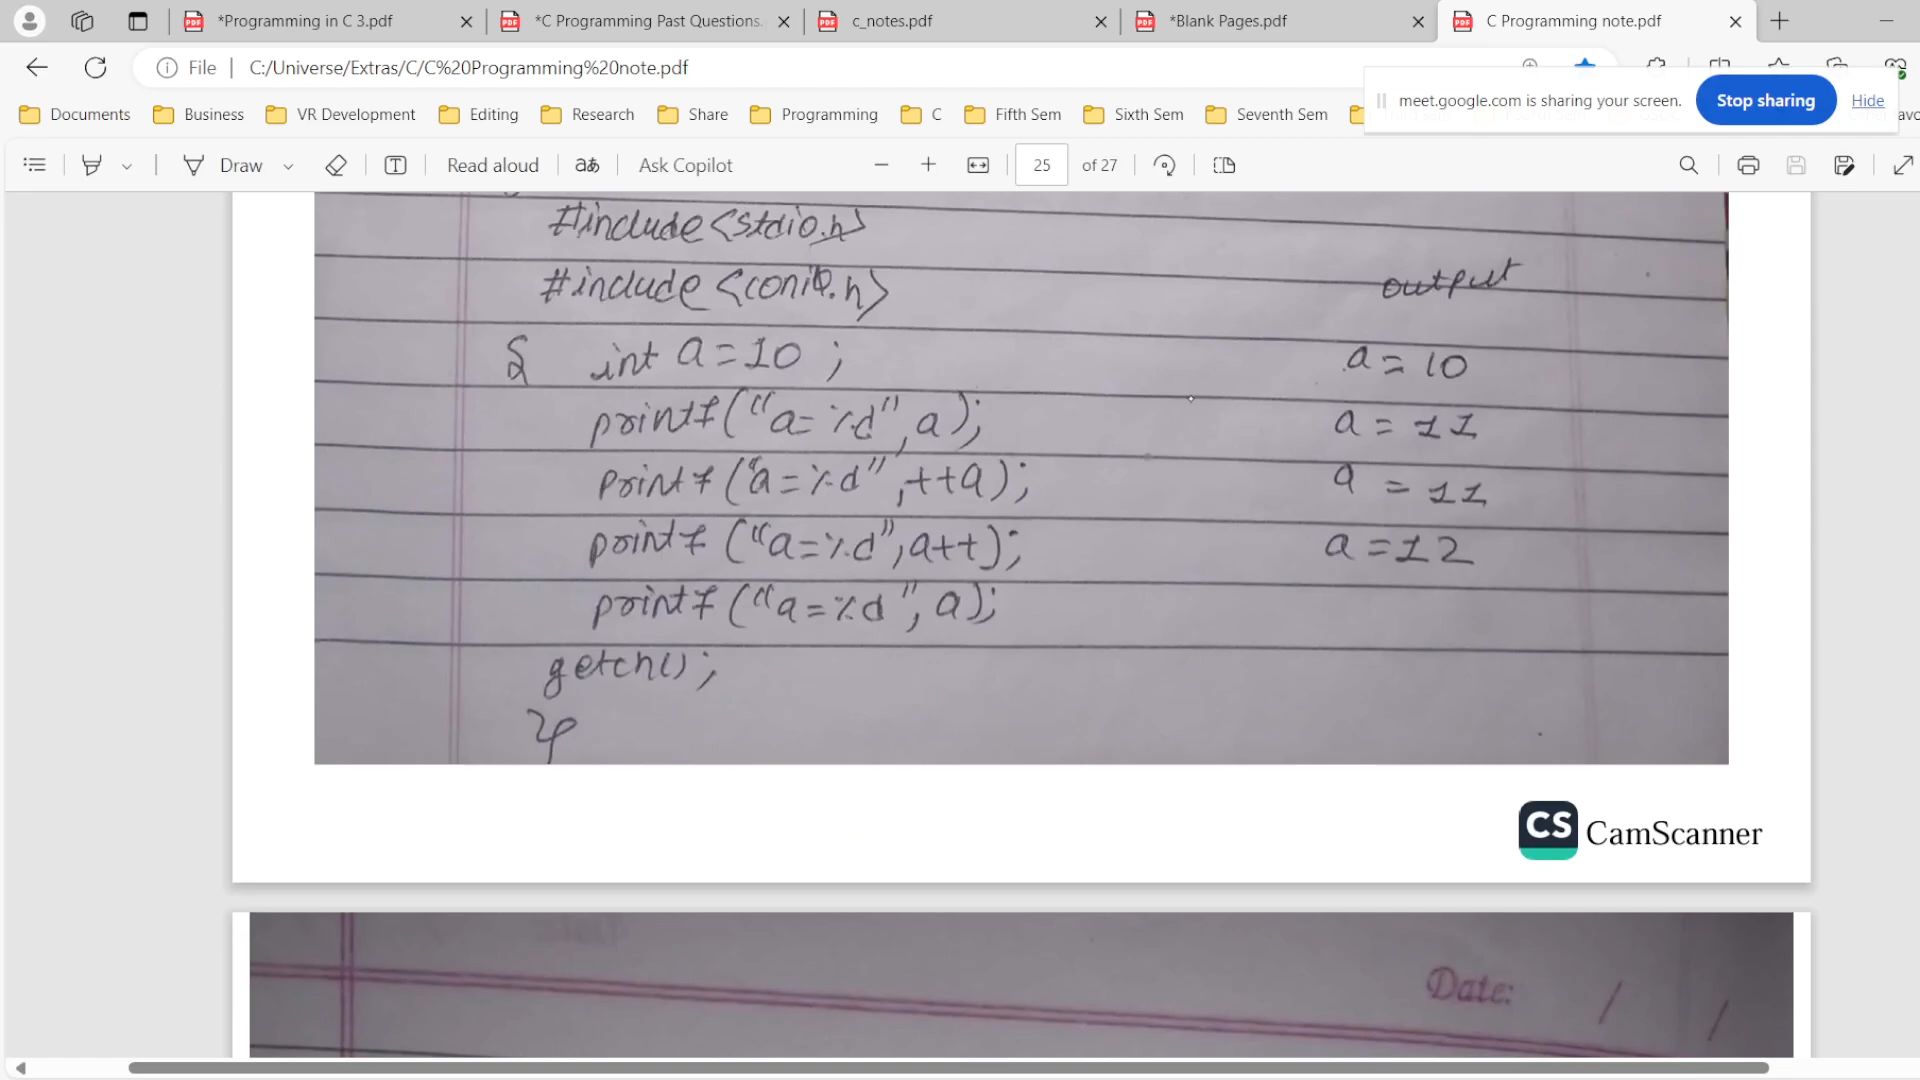 *Programming in C 3.pdf
*C Programming Past Questions.
c_notes.pdf
*Blank Pages.pdf
C Programming note.pdf
File
C:/Universe/Extras/C/C%20Programming%20note.pdf
meet.google.com is sharing your screen.
Stop sharing
Hide
Documents
Business
VR Development
Editing
Research
Share
Programming
C
Fifth Sem
Sixth Sem
Seventh Sem
Draw
Read aloud
aあ
Ask Copilot
25
of 27
#include<stdio.h>
#include<conio.h>
output
{ int a=10 ;
a = 10
printf("a=%d",a);
a = 11
printf("a=%d",++a);
a = 11
printf("a=%d",a++);
a =12
printf("a=%d", a);
getch();
}
CS CamScanner
Date: / /